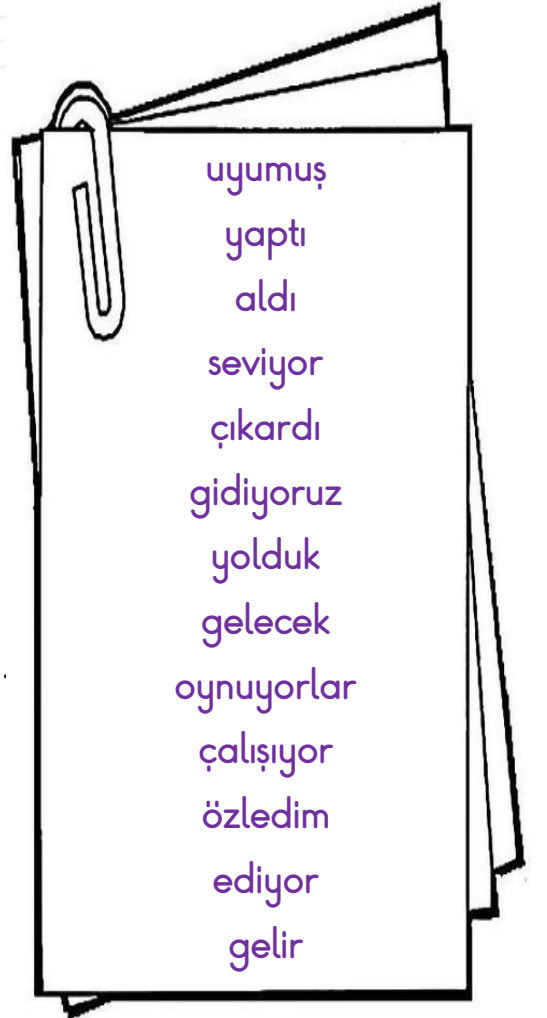 uyumuş
yaptı
aldı
seviyor
çıkardı
gidiyoruz
yolduk
gelecek
oynuyorlar
çalışıyor
özledim
ediyor
gelir